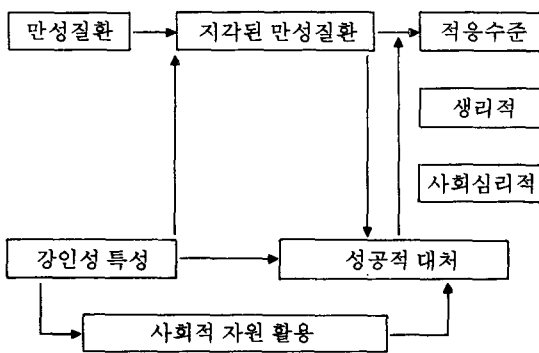 만성질환
지각된 만성질환
적응수준
생리적
사회심리적
강인성 특성
성공적 대처
사회적 자원 활용